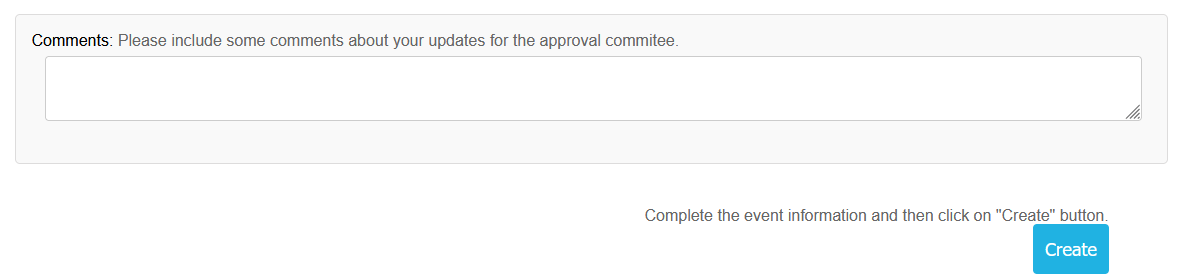 Comments: Please include some comments about your updates for the approval commitee.
Complete the event information and then click on "Create" button.
Create